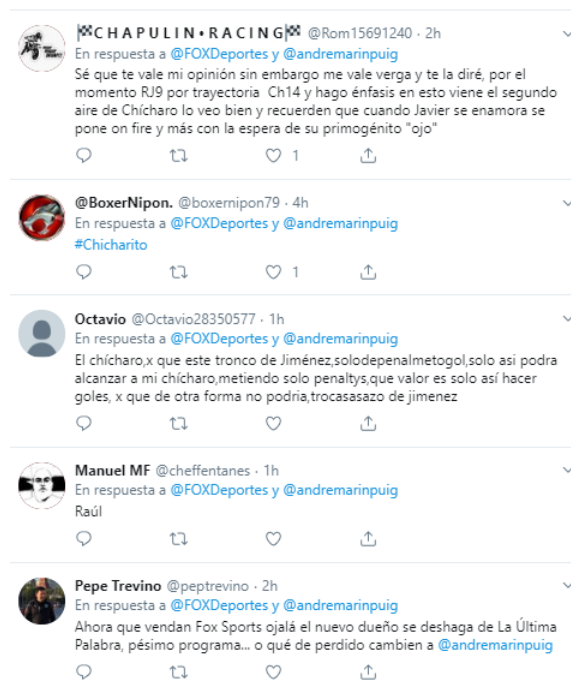 🏁C H A P U L I N • R A C I N G🏁 @Rom15691240 · 2h
En respuesta a @FOXDeportes y @andremarinpuig
Sé que te vale mi opinión sin embargo me vale verga y te la diré, por el
momento RJ9 por trayectoria Ch14 y hago énfasis en esto viene el segundo
aire de Chícharo lo veo bien y recuerden que cuando Javier se enamora se
pone on fire y más con la espera de su primogénito "ojo"
1
@BoxerNipon. @boxernipon79 · 4h
En respuesta a @FOXDeportes y @andremarinpuig
#Chicharito
1
Octavio @Octavio28350577 · 1h
En respuesta a @FOXDeportes y @andremarinpuig
El chícharo,x que este tronco de Jiménez,solodepenalmetogol,solo asi podra
alcanzar a mi chícharo,metiendo solo penaltys,que valor es solo así hacer
goles, x que de otra forma no podria,trocasasazo de jimenez
Manuel MF @cheffentanes · 1h
En respuesta a @FOXDeportes y @andremarinpuig
Raúl
Pepe Trevino @peptrevino · 2h
En respuesta a @FOXDeportes y @andremarinpuig
Ahora que vendan Fox Sports ojalá el nuevo dueño se deshaga de La Última
Palabra, pésimo programa... o qué de perdido cambien a @andremarinpuig